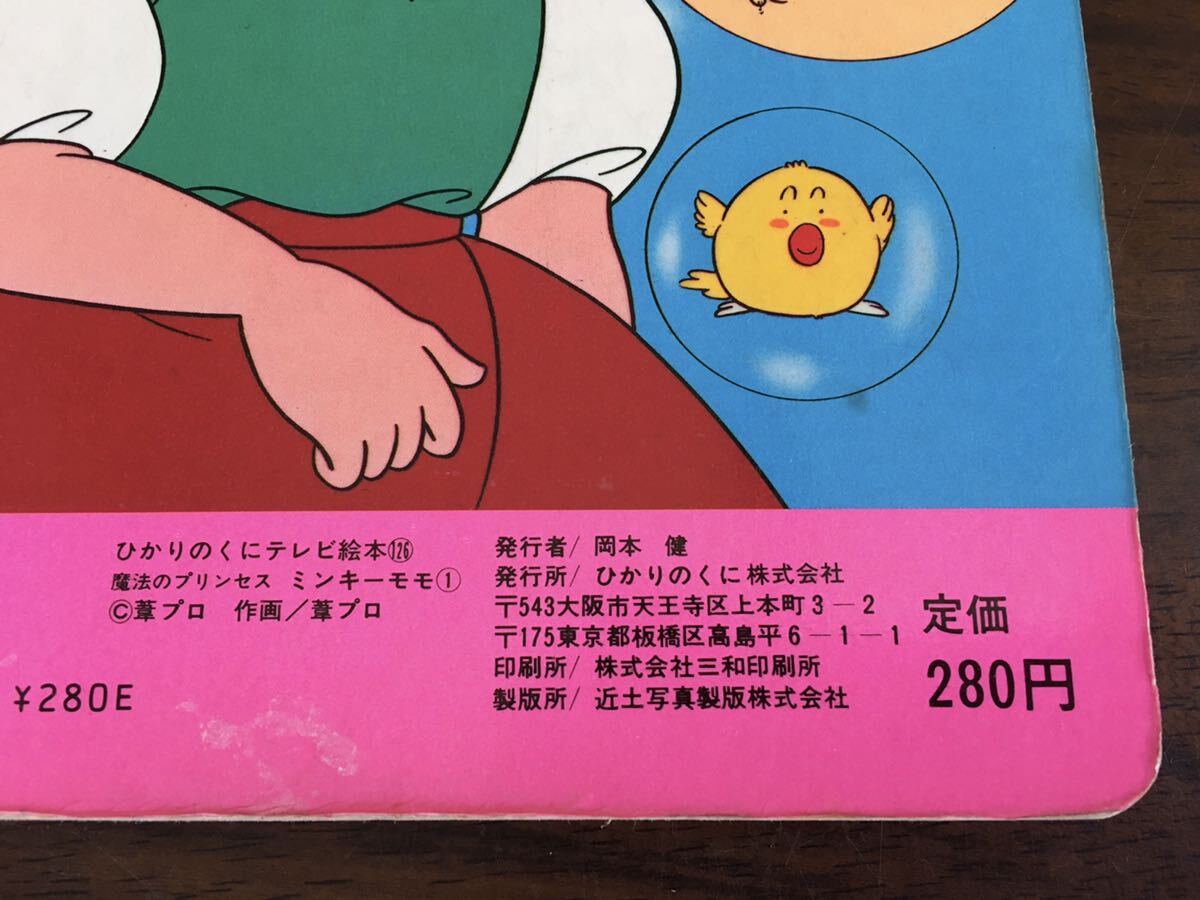 ひかりのくにテレビ絵本126
魔法のプリンセス ミンキーモモ①
©葦プロ 作画／葦プロ
¥280E
発行者/ 岡本 健
発行所/ ひかりのくに株式会社
〒543大阪市天王寺区上本町3－2
〒175東京都板橋区高島平6－1－1
印刷所/ 株式会社三和印刷所
製版所/ 近土写真製版株式会社
定価
280円